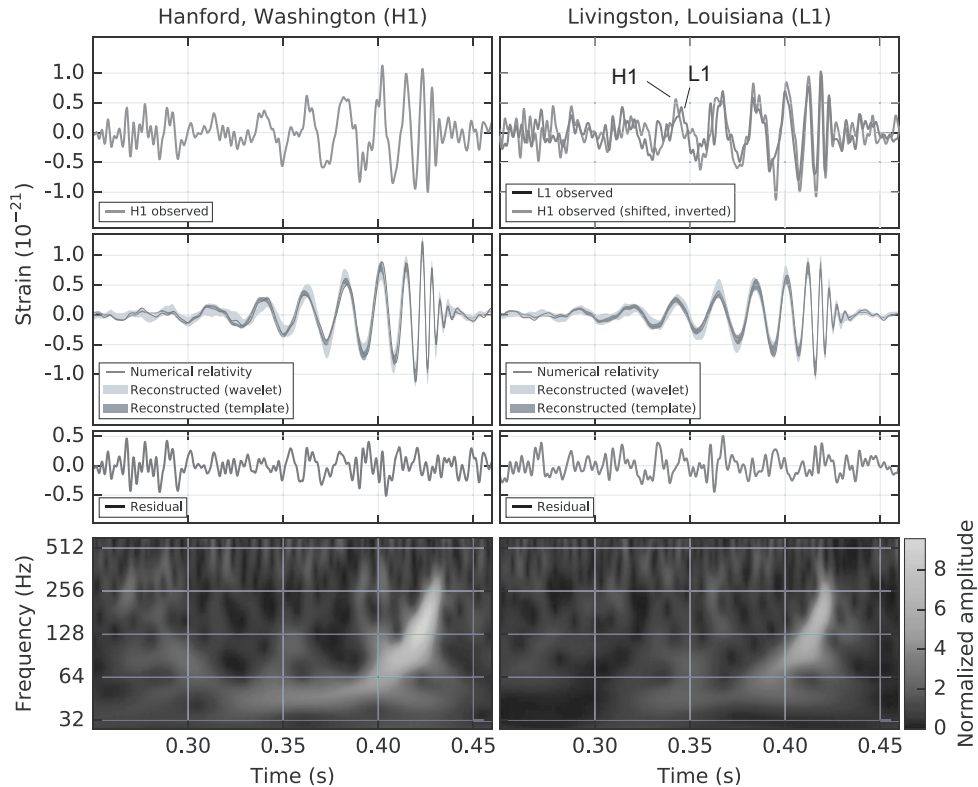 Hanford, Washington (H1)
Livingston, Louisiana (L1)
Strain (10⁻²¹)
1.0
0.5
0.0
-0.5
-1.0
H1 observed
H1
L1
L1 observed
H1 observed (shifted, inverted)
1.0
0.5
0.0
-0.5
-1.0
Numerical relativity
Reconstructed (wavelet)
Reconstructed (template)
Numerical relativity
Reconstructed (wavelet)
Reconstructed (template)
0.5
0.0
-0.5
Residual
Residual
Frequency (Hz)
512
256
128
64
32
Normalized amplitude
8
6
4
2
0
0.30 0.35 0.40 0.45
0.30 0.35 0.40 0.45
Time (s)
Time (s)